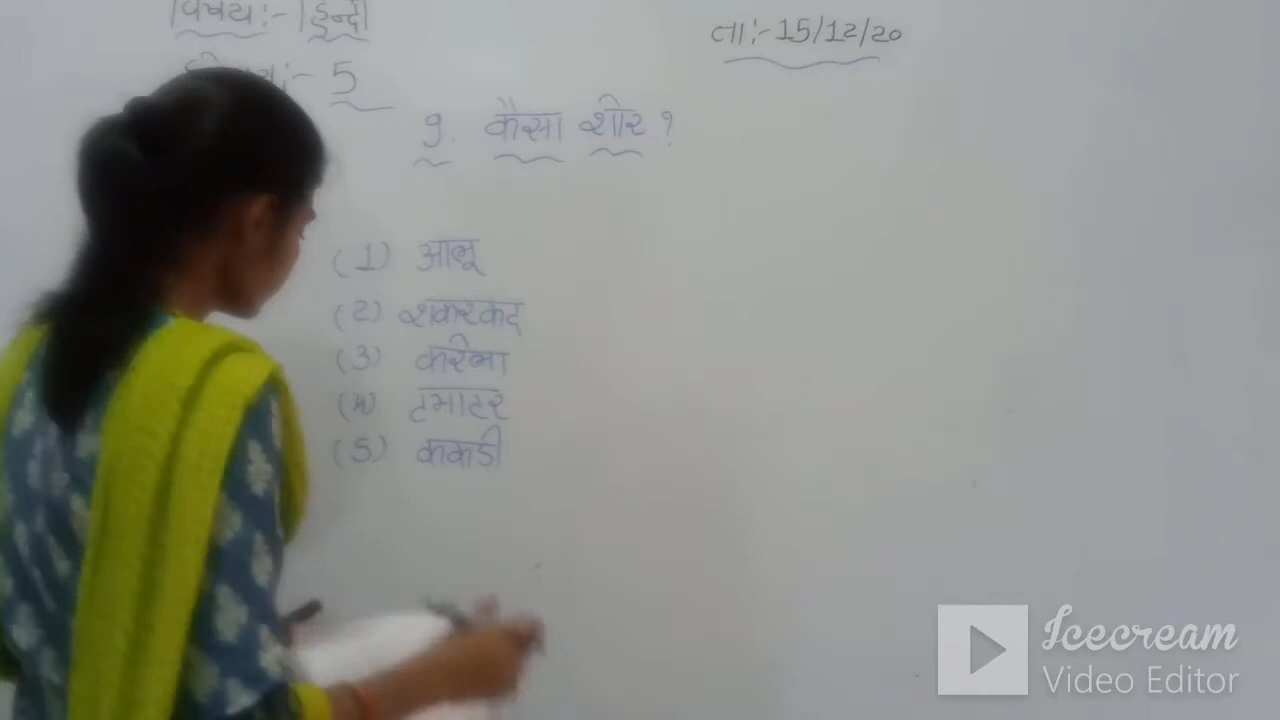 विषय:- हिन्दी
ता:- 15/12/20
:- 5
9. कैसा शोर ?
(1) आलू
(2) शकरकंद
(3) करेला
(4) टमाटर
(5) ककडी
Icecream
Video Editor